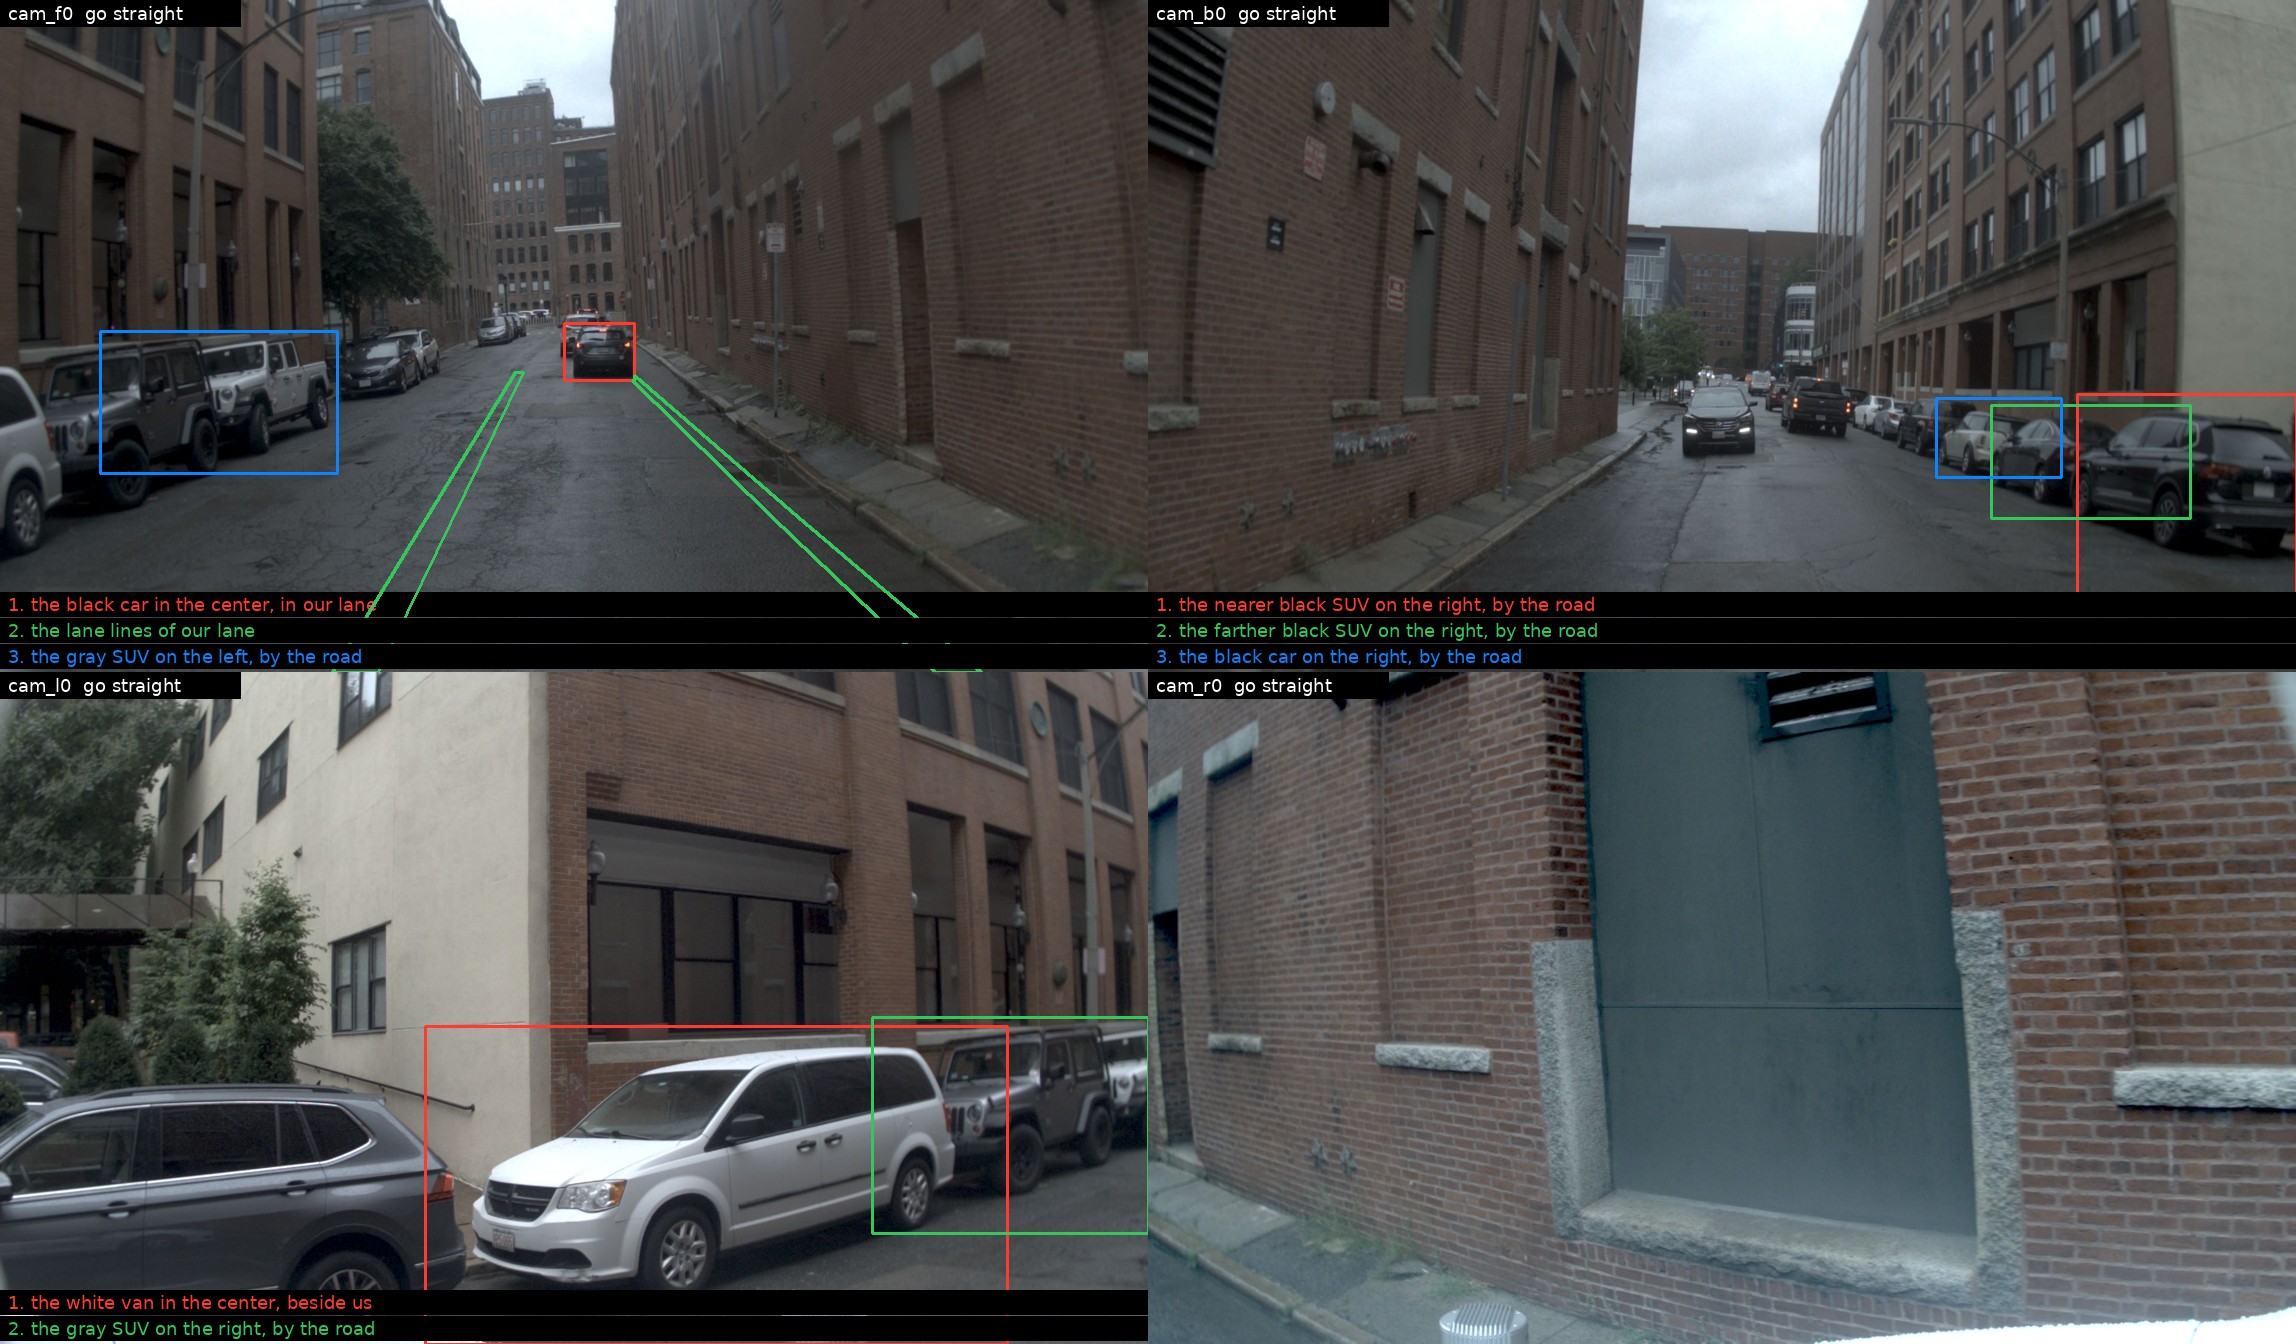 cam_f0 go straight
1. the black car in the center, in our lane
2. the lane lines of our lane
3. the gray SUV on the left, by the road
cam_b0 go straight
1. the nearer black SUV on the right, by the road
2. the farther black SUV on the right, by the road
3. the black car on the right, by the road
cam_l0 go straight
1. the white van in the center, beside us
2. the gray SUV on the right, by the road
cam_r0 go straight